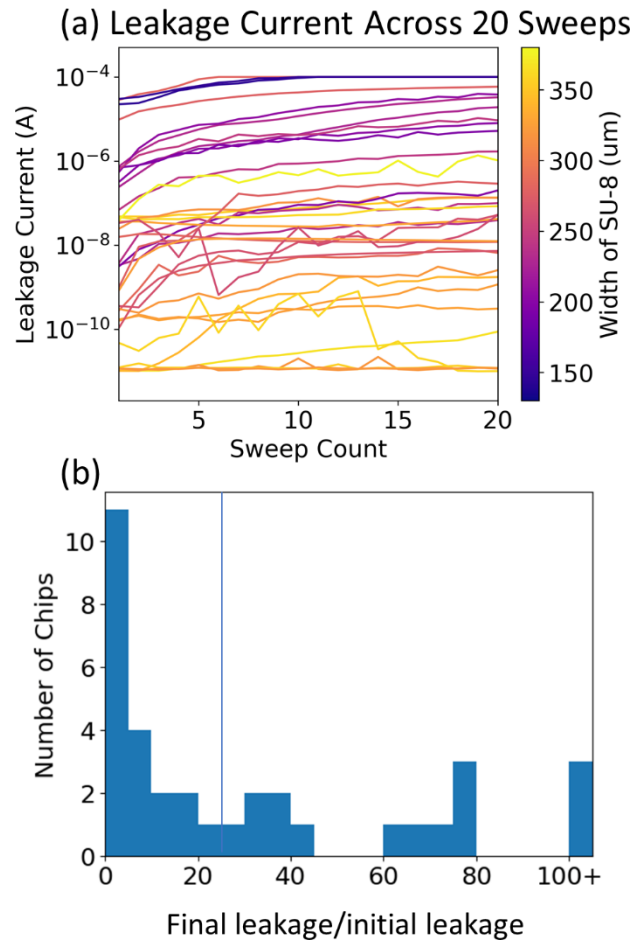 (a) Leakage Current Across 20 Sweeps
Leakage Current (A)
10⁻⁴
10⁻⁶
10⁻⁸
10⁻¹⁰
5 10 15 20
Sweep Count
350
300
250
200
150
Width of SU-8 (um)
(b)
Number of Chips
10
8
6
4
2
0
0 20 40 60 80 100+
Final leakage/initial leakage